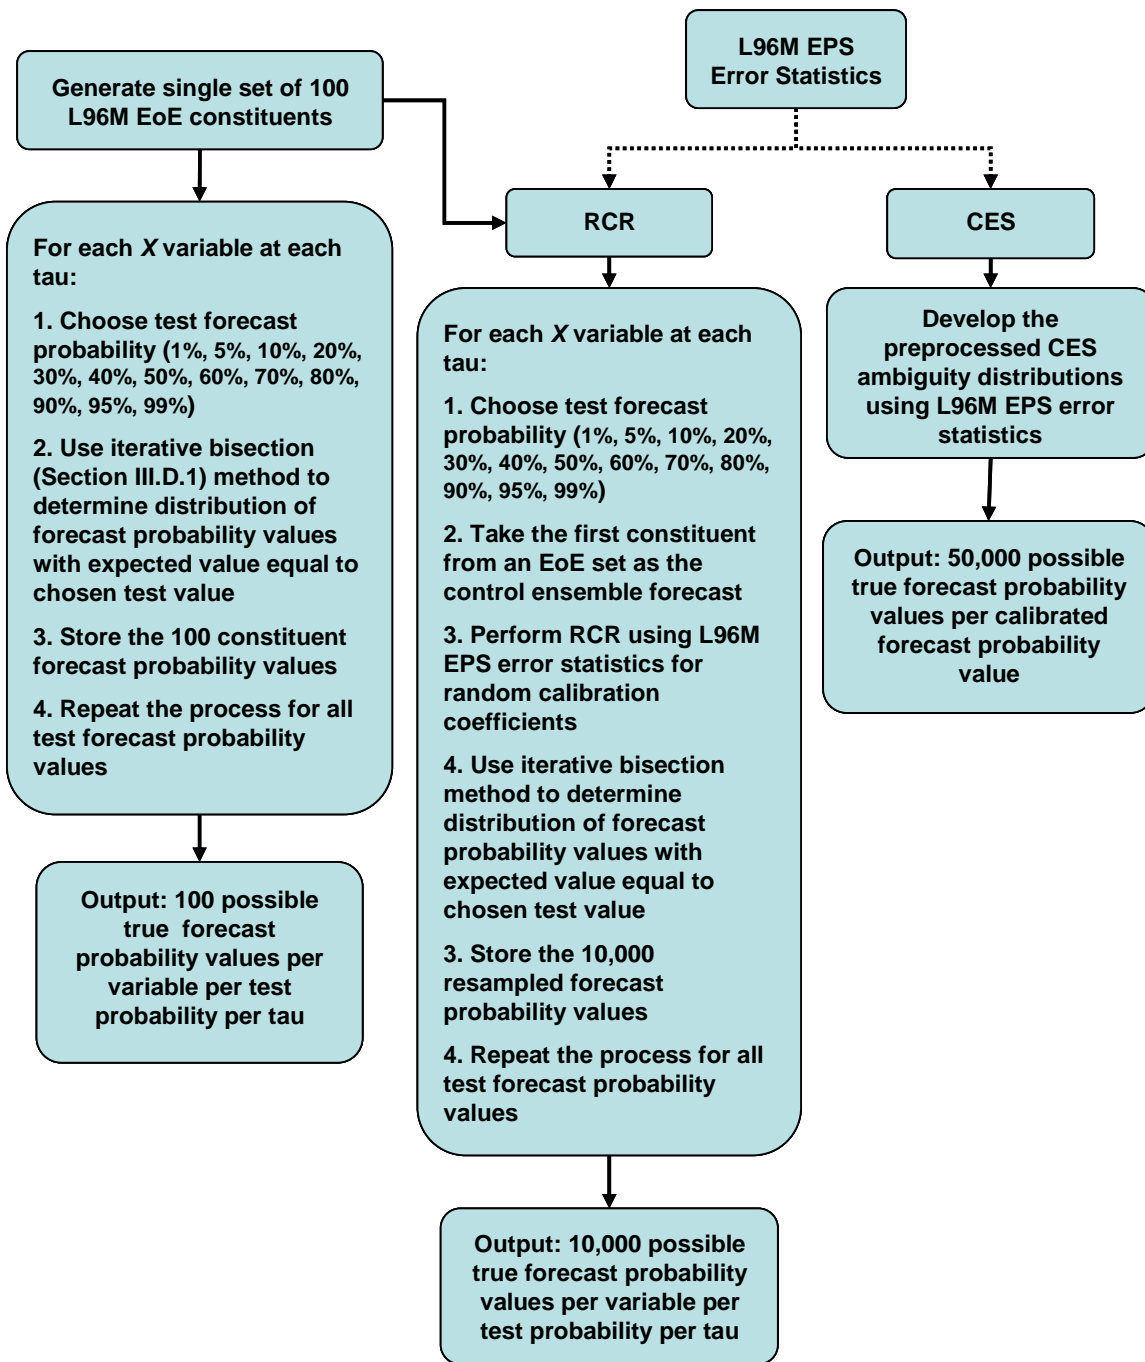 L96M EPS
Error Statistics
Generate single set of 100
L96M EoE constituents
RCR
CES
For each X variable at each
tau:
1. Choose test forecast
probability (1%, 5%, 10%, 20%,
30%, 40%, 50%, 60%, 70%, 80%,
90%, 95%, 99%)
2. Use iterative bisection
(Section III.D.1) method to
determine distribution of
forecast probability values
with expected value equal to
chosen test value
3. Store the 100 constituent
forecast probability values
4. Repeat the process for all
test forecast probability
values
Output: 100 possible
true forecast
probability values per
variable per test
probability per tau
For each X variable at each
tau:
1. Choose test forecast
probability (1%, 5%, 10%, 20%,
30%, 40%, 50%, 60%, 70%, 80%,
90%, 95%, 99%)
2. Take the first constituent
from an EoE set as the
control ensemble forecast
3. Perform RCR using L96M
EPS error statistics for
random calibration
coefficients
4. Use iterative bisection
method to determine
distribution of forecast
probability values with
expected value equal to
chosen test value
3. Store the 10,000
resampled forecast
probability values
4. Repeat the process for all
test forecast probability
values
Output: 10,000 possible
true forecast probability
values per variable per
test probability per tau
Develop the
preprocessed CES
ambiguity distributions
using L96M EPS error
statistics
Output: 50,000 possible
true forecast probability
values per calibrated
forecast probability
value